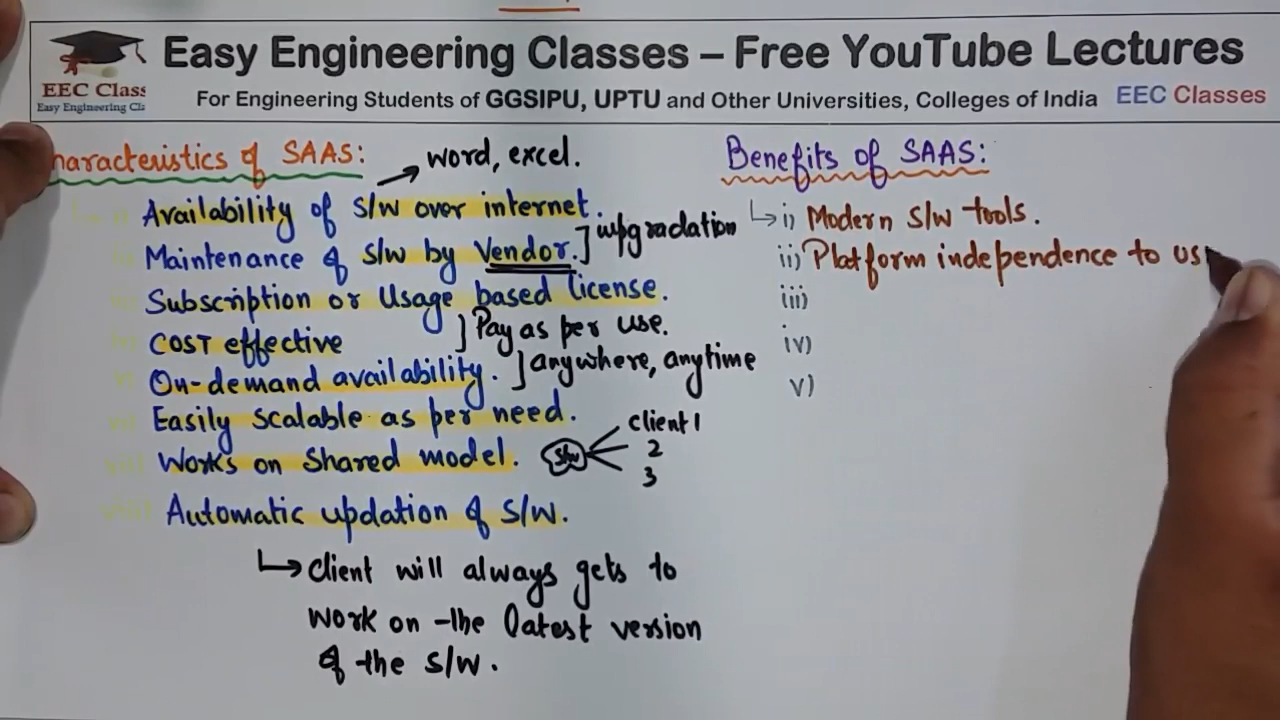 Easy Engineering Classes – Free YouTube Lectures
EEC Class
Easy Engineering Cla
For Engineering Students of GGSIPU, UPTU and Other Universities, Colleges of India EEC Classes
haracteristics of SAAS:
word, excel.
Availability of S/W over internet.
Maintenance of S/W by Vendor.] upgradation
Subscription or Usage based license.
COST effective ] Pay as per use.
On-demand availability. ] anywhere, anytime
Easily scalable as per need.
Works on Shared model. S/W client 1
2
3
Automatic updation of S/W.
Client will always gets to
work on the latest version
of the S/W.
Benefits of SAAS:
i) Modern S/W tools.
ii) Platform independence to us
iii)
iv)
v)